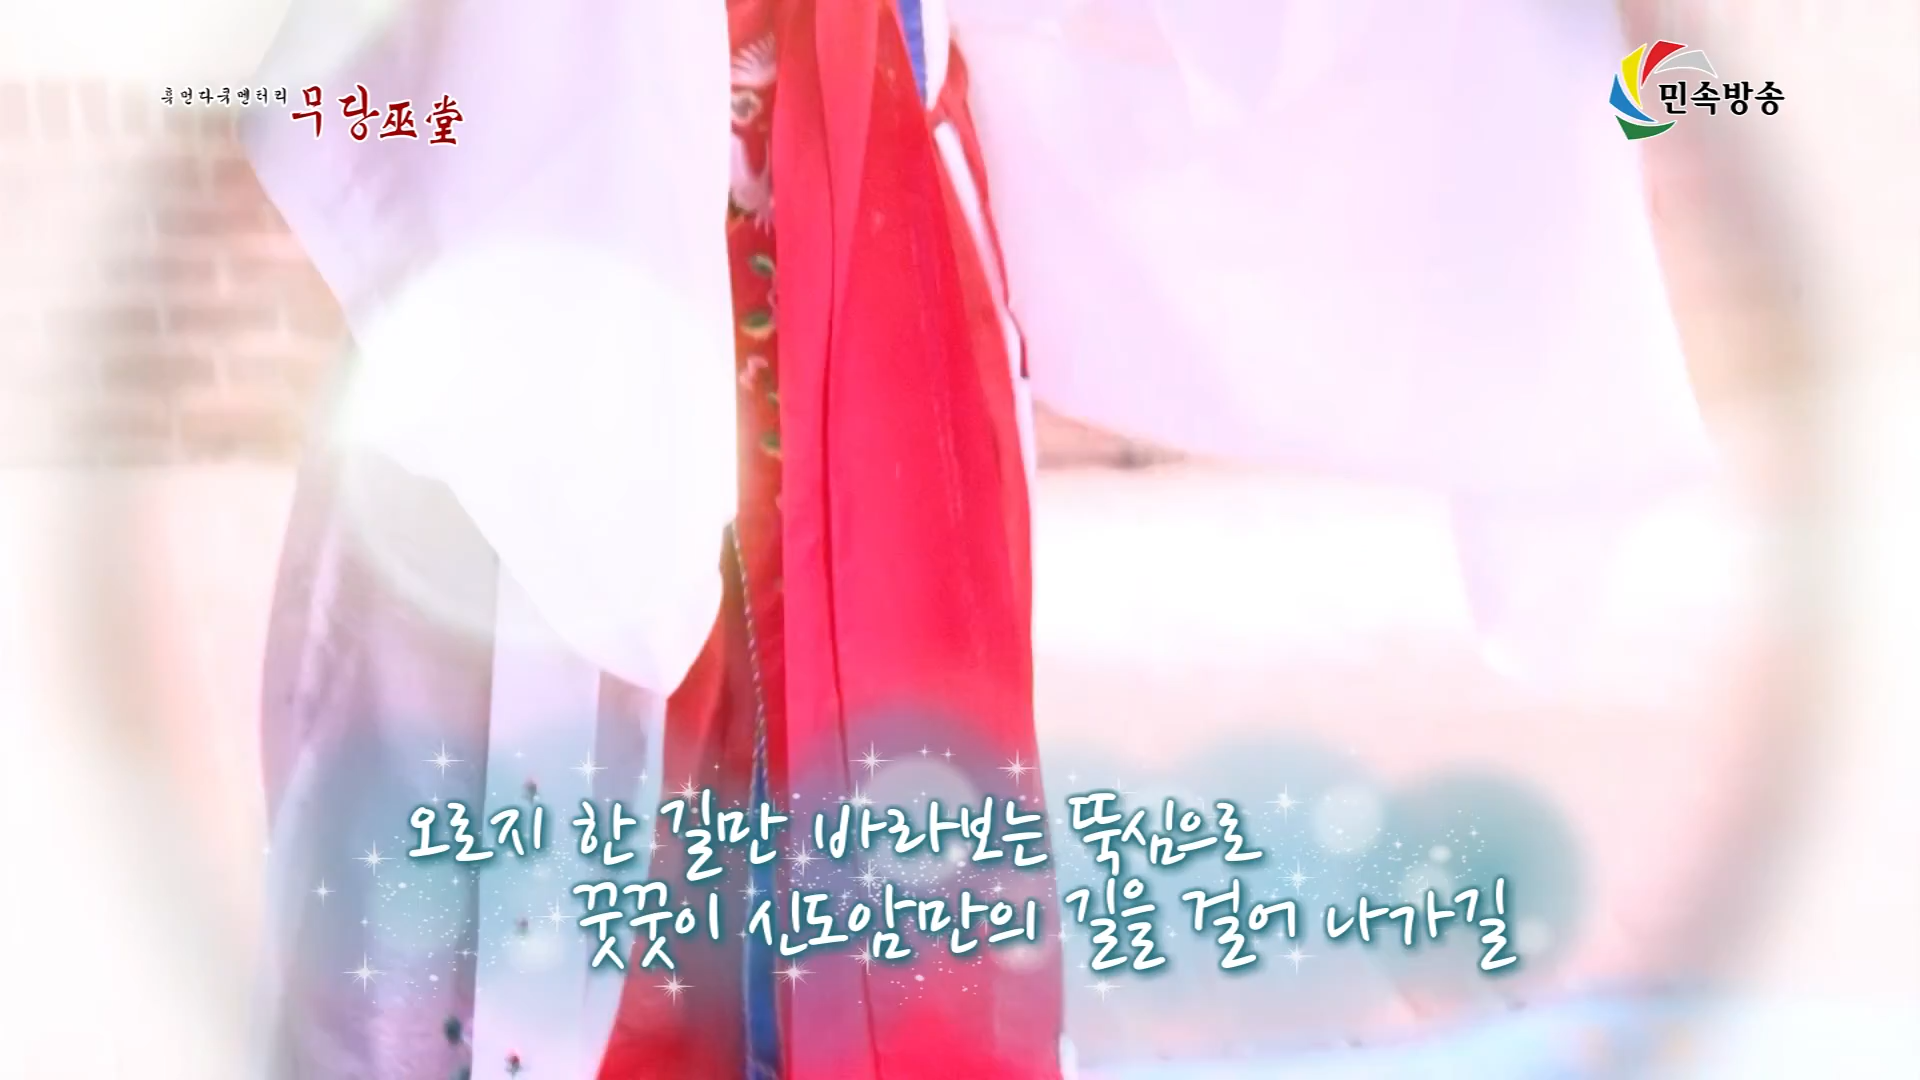 휴먼다큐멘터리 무당巫堂
민속방송
오로지 한 길만 바라보는 뚝심으로
꿋꿋이 신도암만의 길을 걸어 나가길